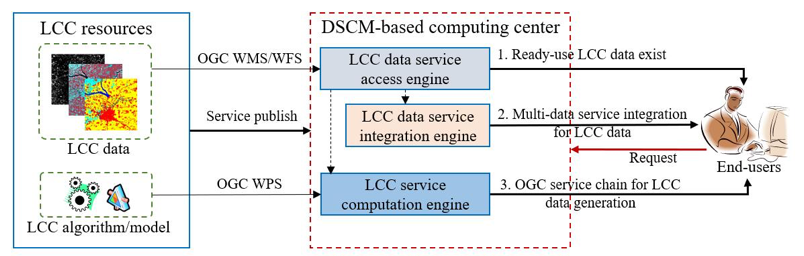 LCC resources
LCC data
LCC algorithm/model
OGC WMS/WFS
Service publish
OGC WPS
DSCM-based computing center
LCC data service
access engine
LCC data service
integration engine
LCC service
computation engine
1. Ready-use LCC data exist
2. Multi-data service integration
for LCC data
Request
3. OGC service chain for LCC
data generation
End-users